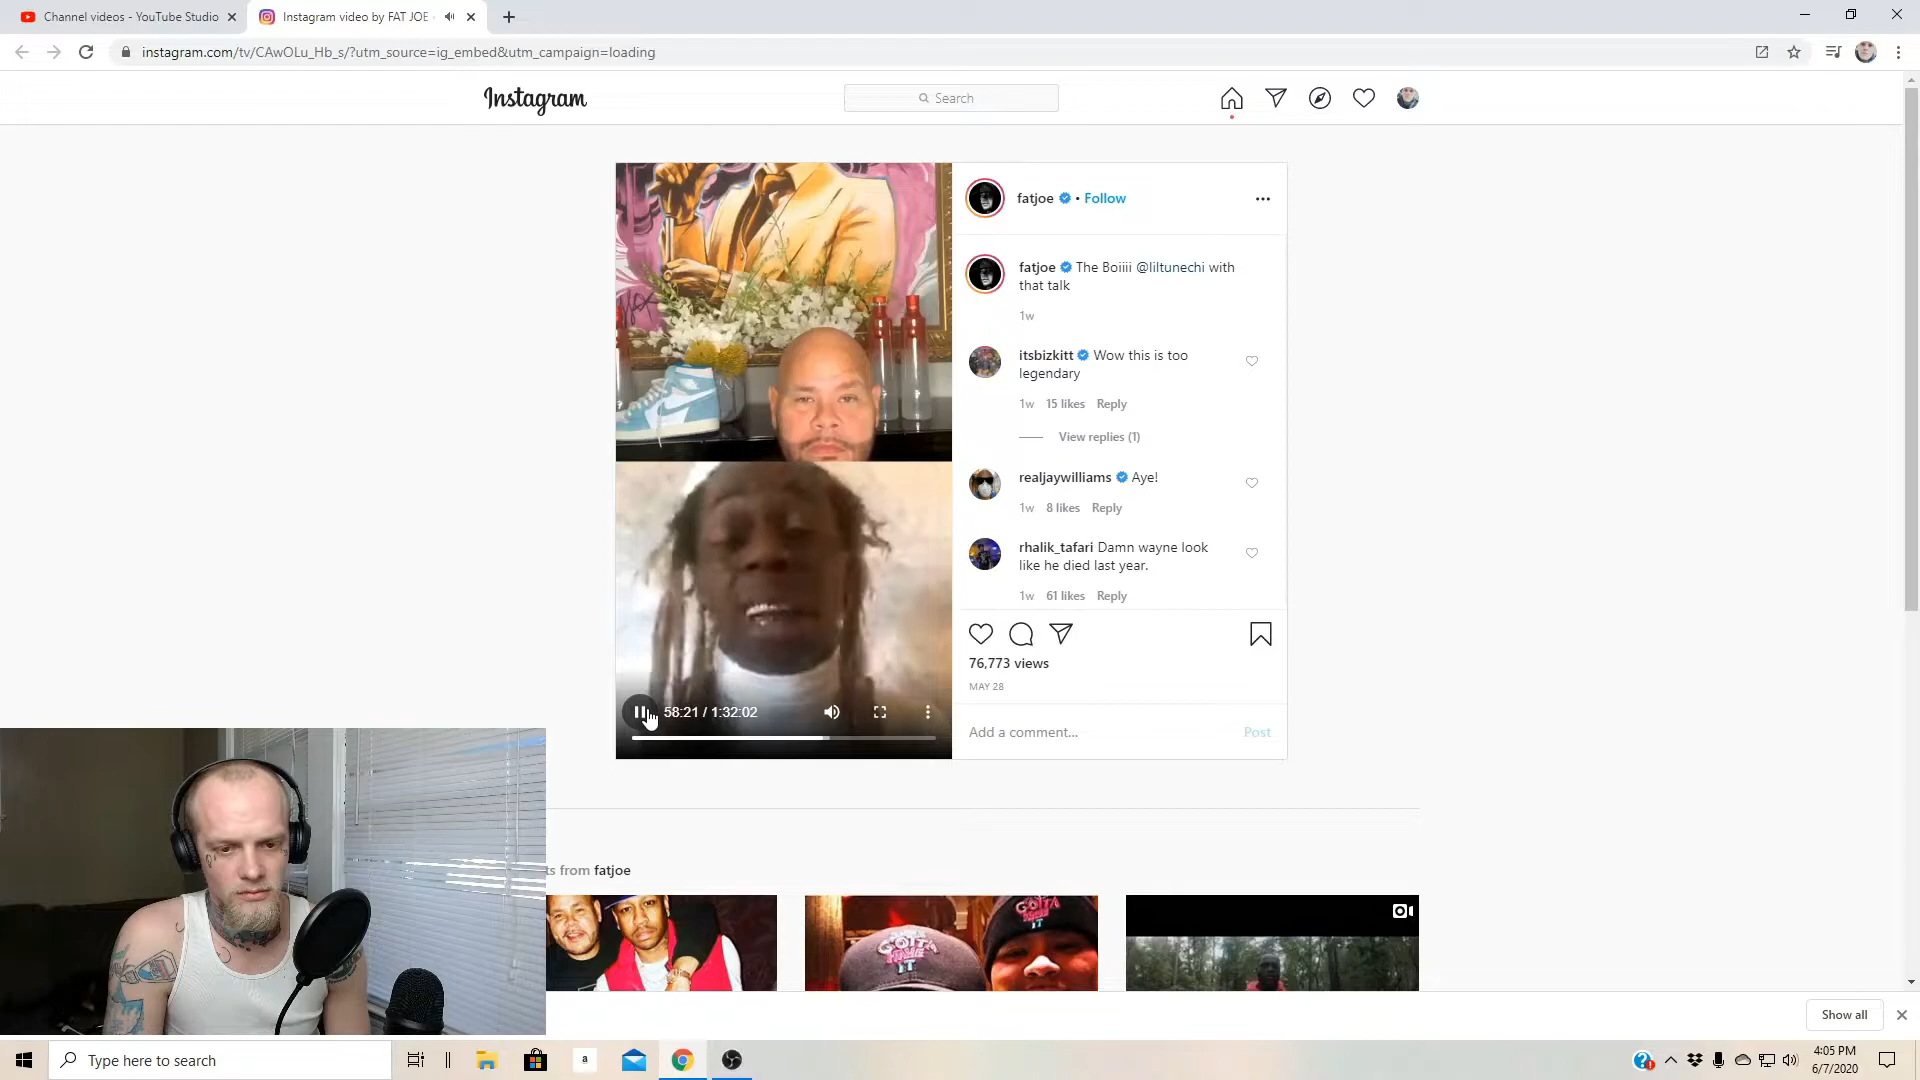 Channel videos - YouTube Studio
Instagram video by FAT JOE
instagram.com/tv/CAwOLu_Hb_s/?utm_source=ig_embed&utm_campaign=loading
Instagram
Search
fatjoe • Follow
fatjoe The Boiiii @liltunechi with
that talk
1w
itsbizkitt Wow this is too
legendary
1w 15 likes Reply
View replies (1)
realjaywilliams Aye!
1w 8 likes Reply
rhalik_tafari Damn wayne look
like he died last year.
1w 61 likes Reply
76,773 views
MAY 28
58:21 / 1:32:02
Add a comment... Post
ts from fatjoe
GOTTA
IT
GOTTA
IT
Show all
Type here to search
a
4:05 PM
6/7/2020